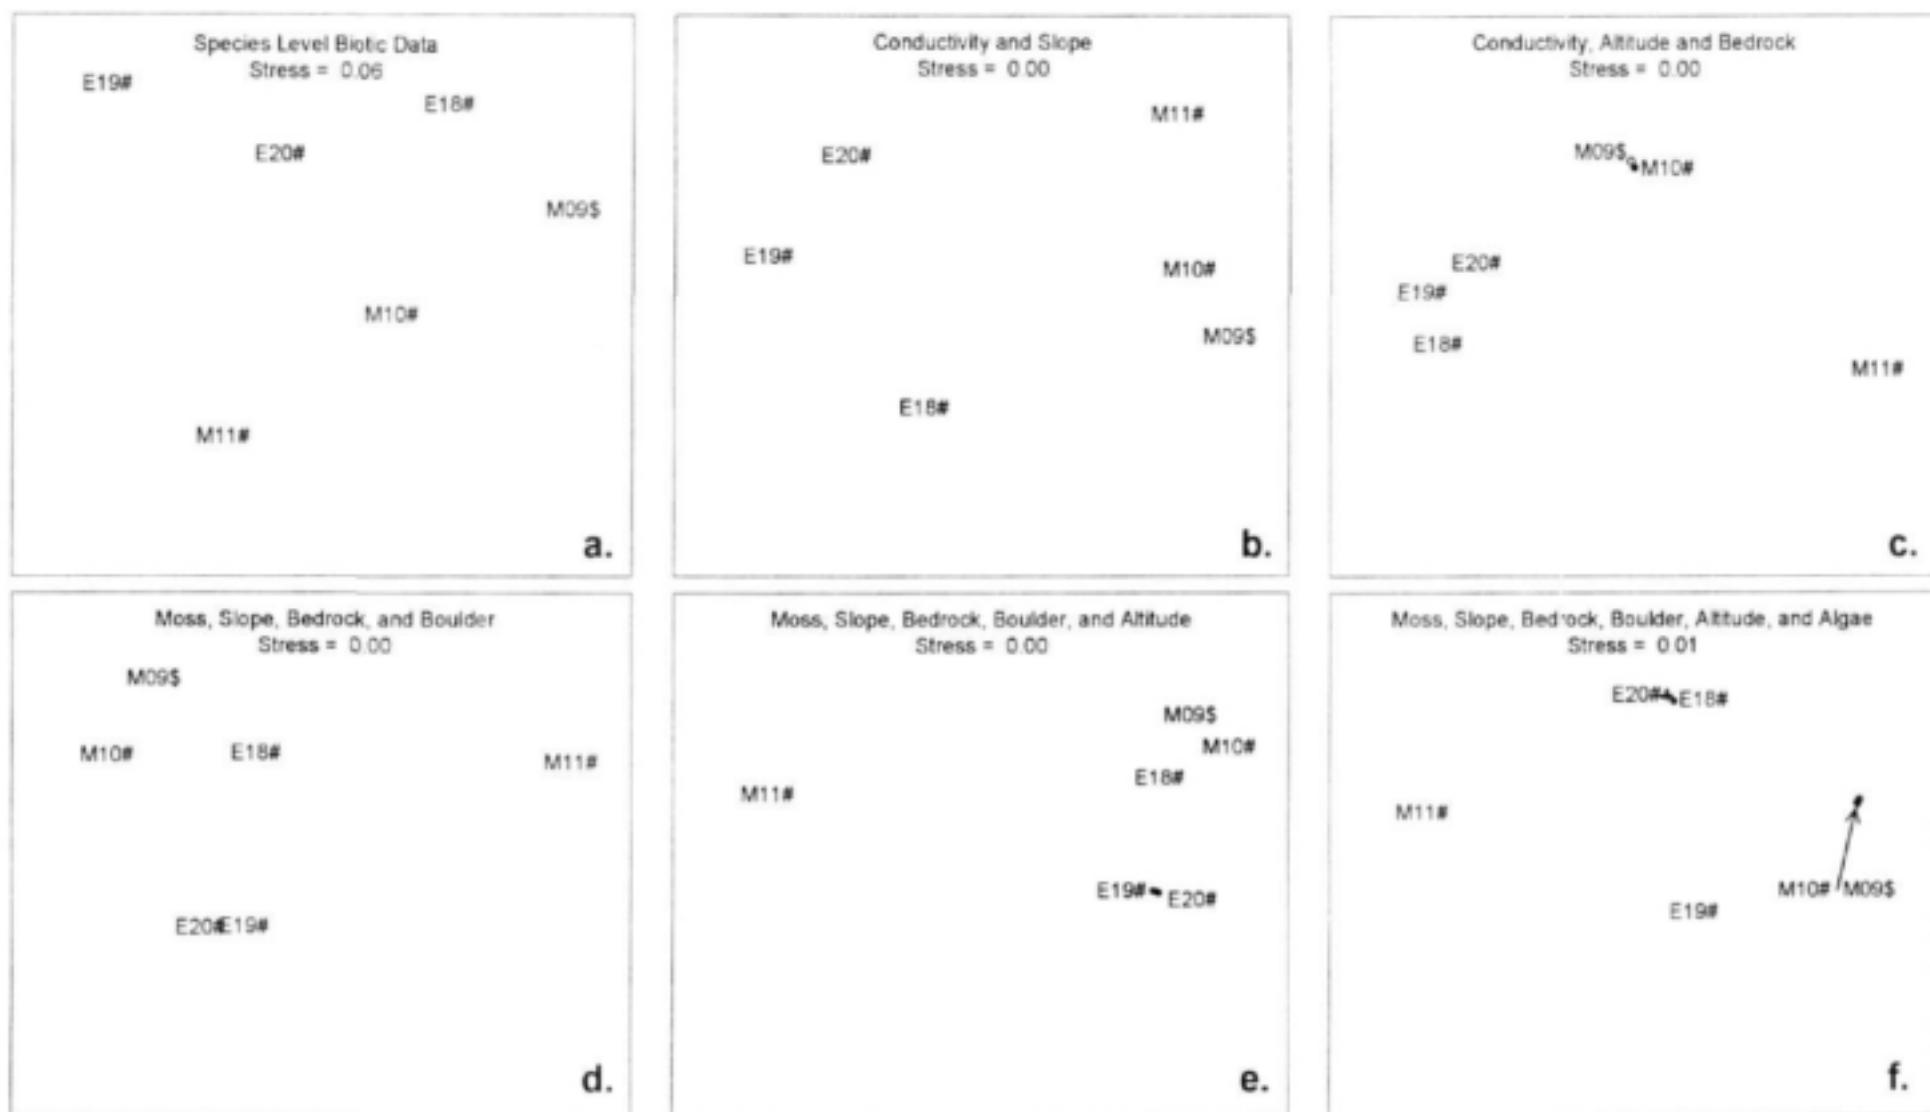 Species Level Biotic Data
Stress = 0.06
E19#
E18#
E20#
M09$
M10#
M11#
a.
Conductivity and Slope
Stress = 0.00
M11#
E20#
E19#
M10#
M09$
E18#
b.
Conductivity, Altitude and Bedrock
Stress = 0.00
M09$
M10#
E20#
E19#
E18#
M11#
c.
Moss, Slope, Bedrock, and Boulder
Stress = 0.00
M09$
M10#
E18#
M11#
E20#E19#
d.
Moss, Slope, Bedrock, Boulder, and Altitude
Stress = 0.00
M09$
M10#
E18#
M11#
E19#
E20#
e.
Moss, Slope, Bedrock, Boulder, Altitude, and Algae
Stress = 0.01
E20#
E18#
M11#
M10#
M09$
E19#
f.